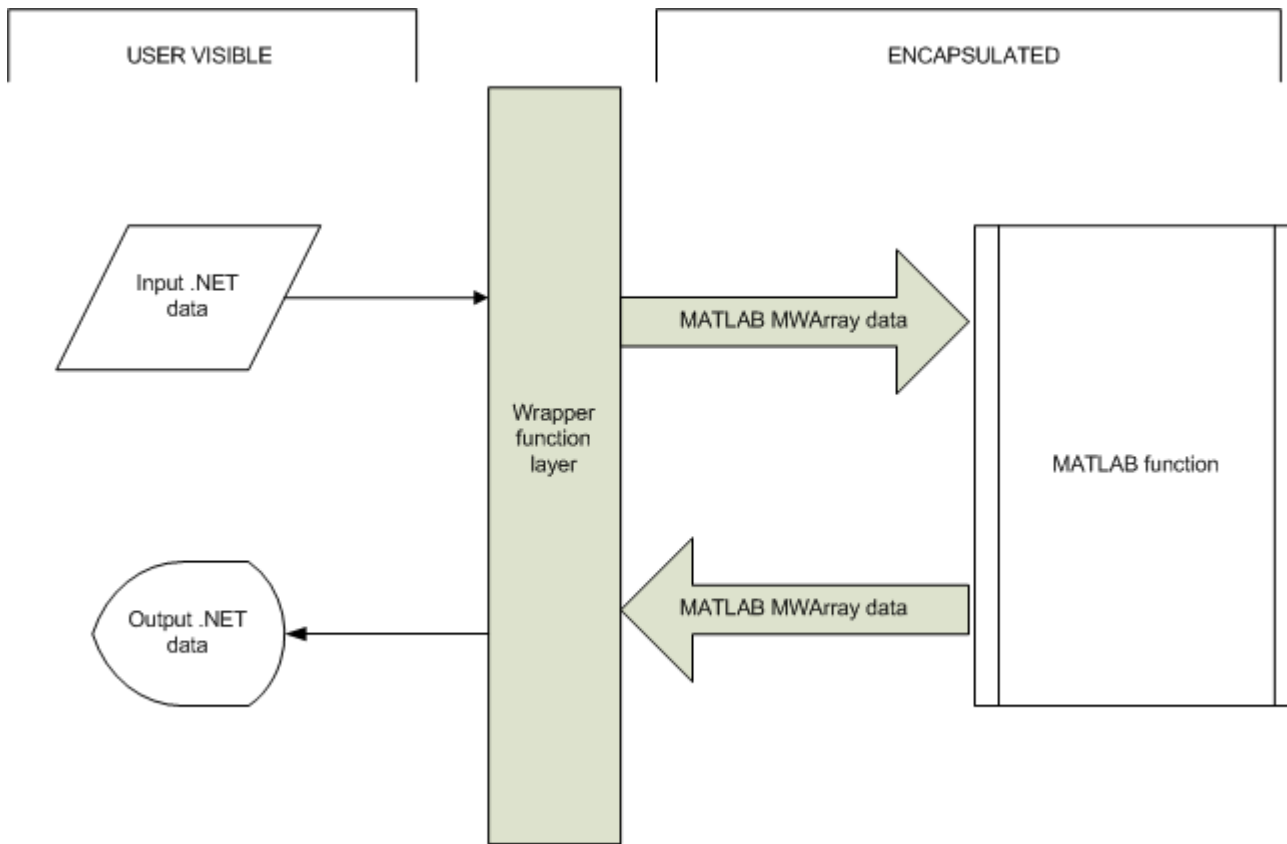 USER VISIBLE
ENCAPSULATED
Input .NET
data
MATLAB MWArray data
Wrapper
function
layer
MATLAB function
Output .NET
data
MATLAB MWArray data